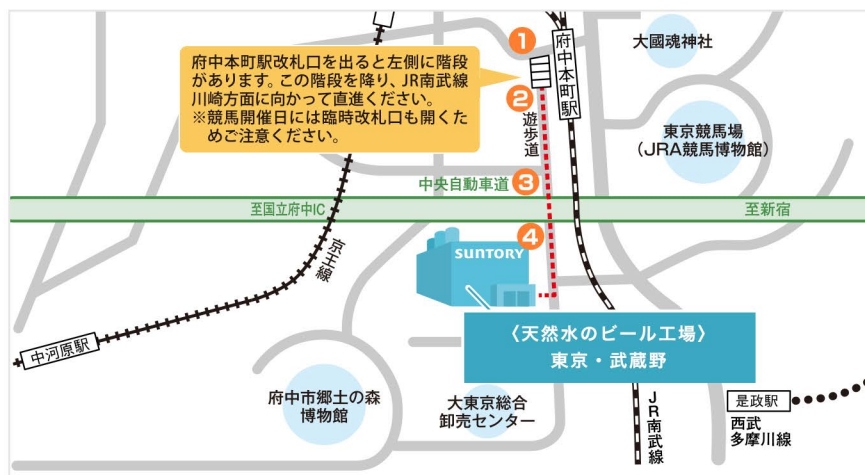 1
府中本町駅
大國魂神社
府中本町駅改札口を出ると左側に階段
があります。この階段を降り、JR南武線
川崎方面に向かって直進ください。
※競馬開催日には臨時改札口も開くた
めご注意ください。
2
遊歩道
東京競馬場
（JRA競馬博物館）
3
中央自動車道
至国立府中IC
至新宿
4
京王線
SUNTORY
〈天然水のビール工場〉
東京・武蔵野
中河原駅
府中市郷土の森
博物館
大東京総合
卸売センター
JR南武線
是政駅
西武
多摩川線